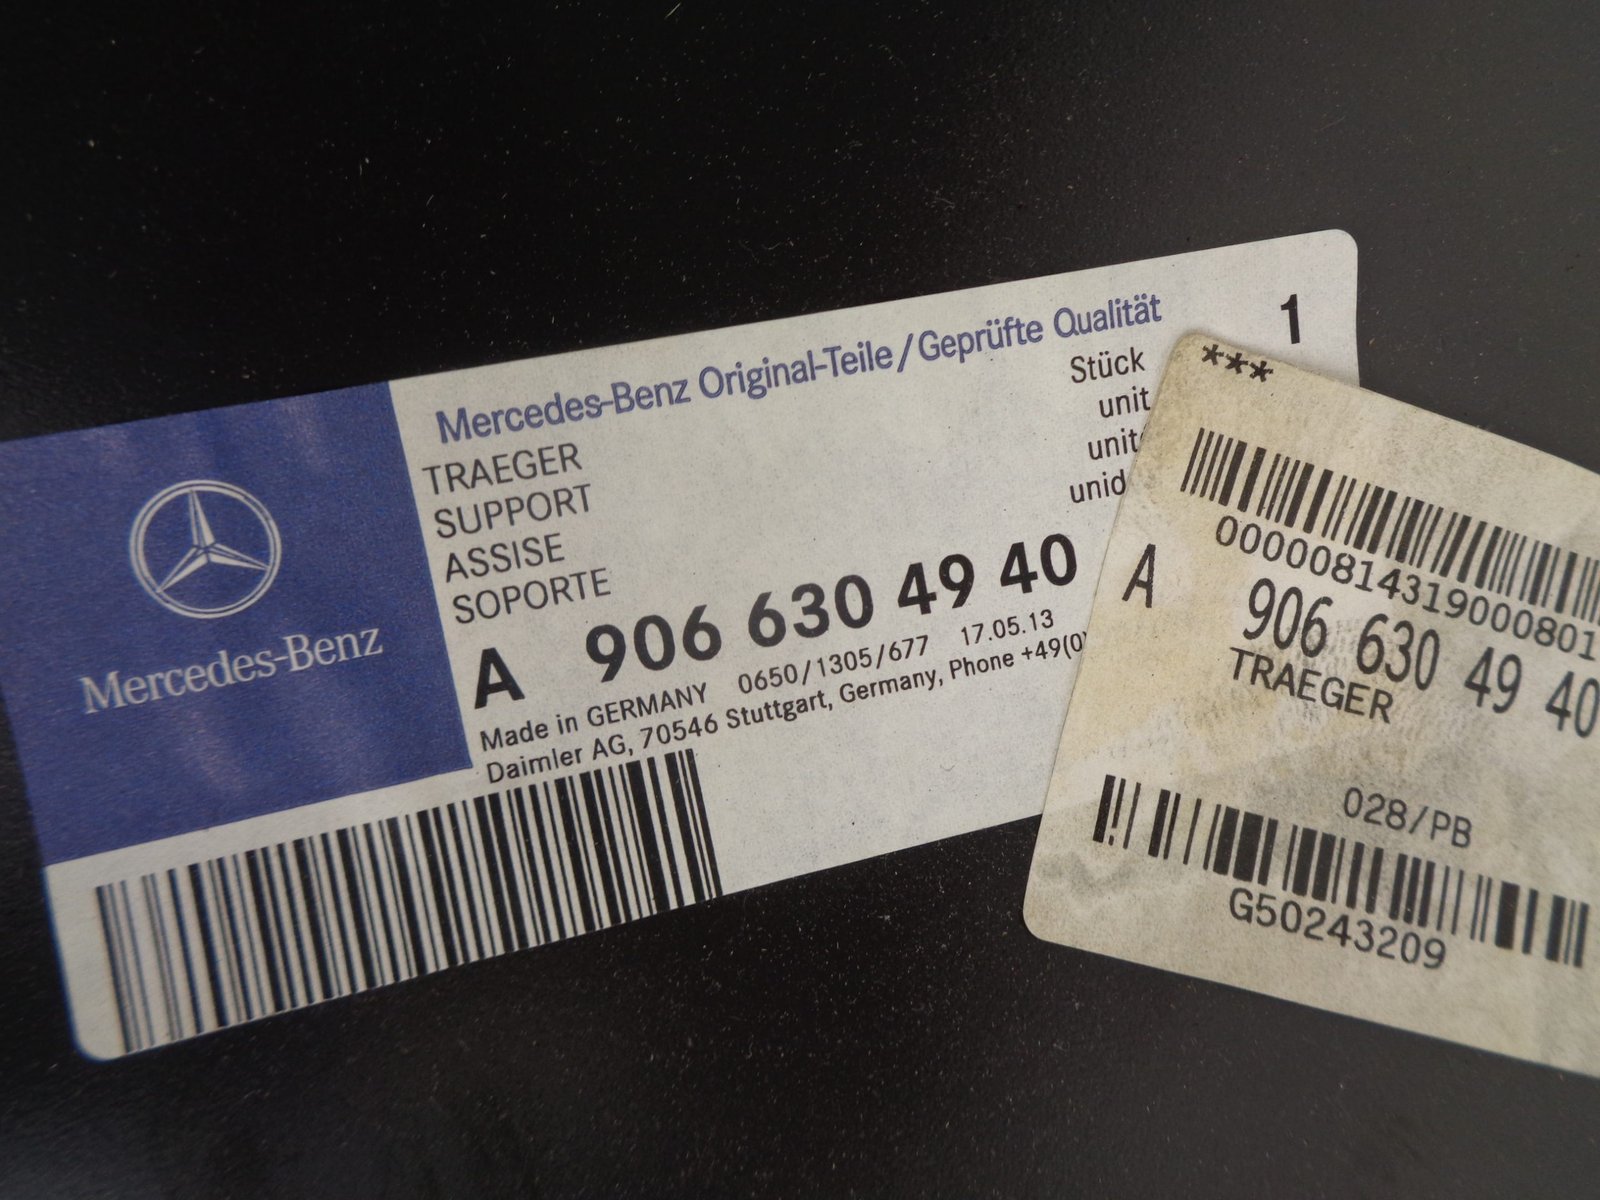 Mercedes-Benz
Mercedes-Benz Original-Teile/Geprüfte Qualität
1
TRAEGER
SUPPORT
ASSISE
SOPORTE
Stück
unit
A 906 630 49 40
Made in GERMANY 0650/1305/677 17.05.13
Daimler AG, 70546 Stuttgart, Germany, Phone +49(0)
***
00000814319000801
A 906 630 49 40
TRAEGER
028/PB
G50243209